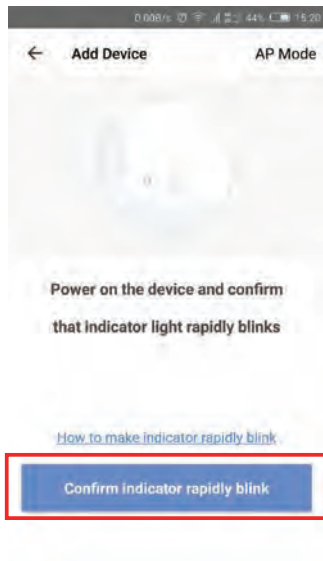 0.00B/s 44% 15:20
← Add Device AP Mode
Power on the device and confirm
that indicator light rapidly blinks
How to make indicator rapidly blink
Confirm indicator rapidly blink